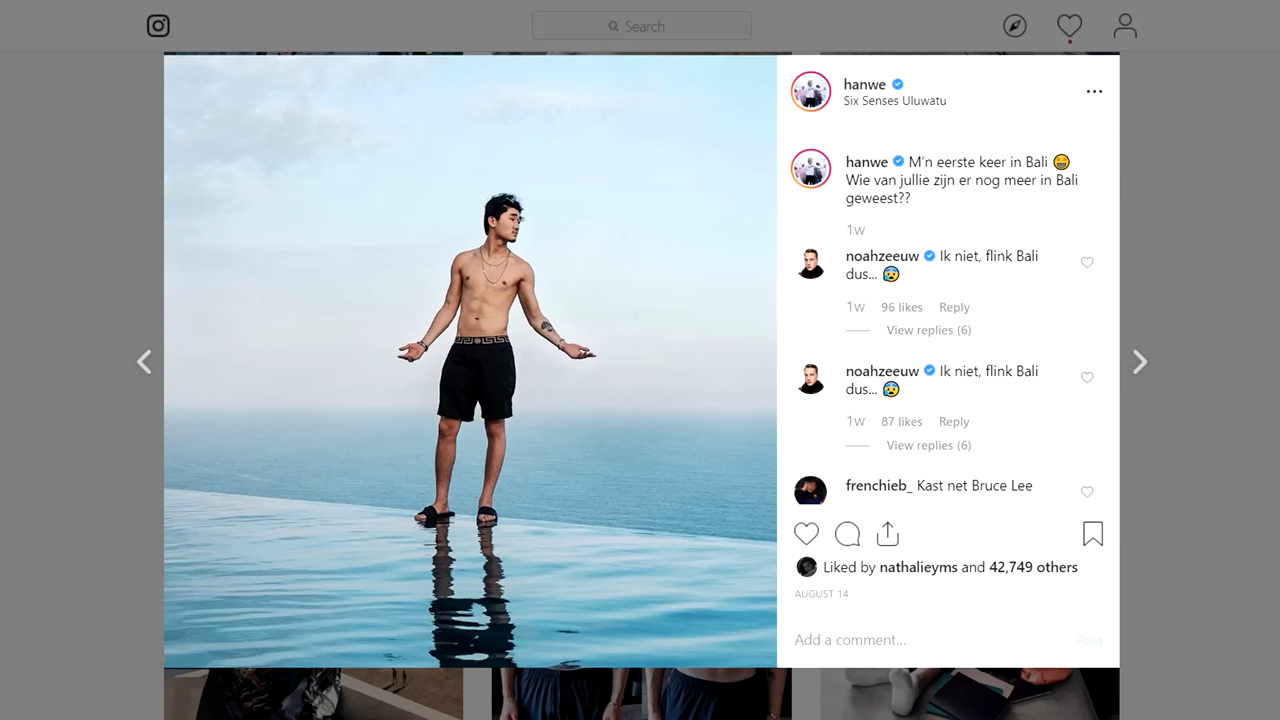 Search
hanwe
Six Senses Uluwatu
hanwe M'n eerste keer in Bali 😁
Wie van jullie zijn er nog meer in Bali
geweest??
1w
noahzeeuw Ik niet, flink Bali
dus... 😰
1w 96 likes Reply
View replies (6)
noahzeeuw Ik niet, flink Bali
dus... 😰
1w 87 likes Reply
View replies (6)
frenchieb_ Kast net Bruce Lee
Liked by nathalieyms and 42,749 others
AUGUST 14
Add a comment... Post